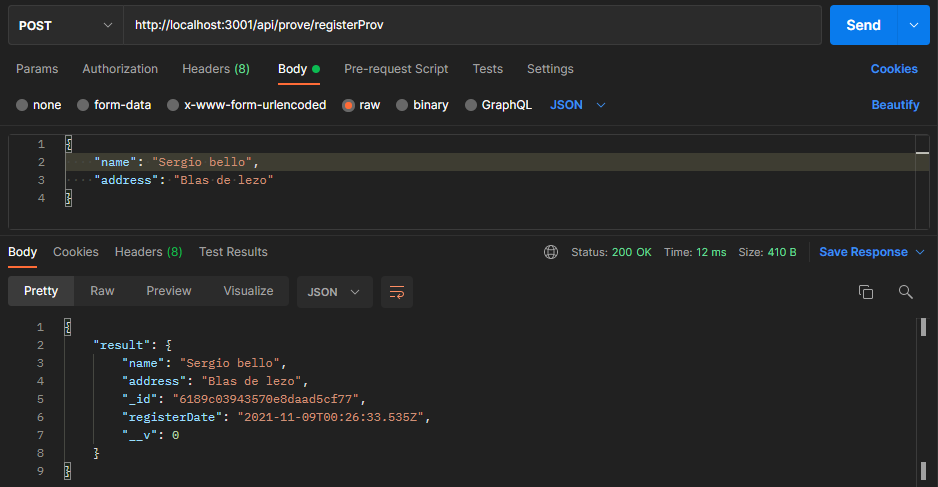 POST http://localhost:3001/api/prove/registerProv Send
Params Authorization Headers (8) Body Pre-request Script Tests Settings Cookies
none form-data x-www-form-urlencoded raw binary GraphQL JSON Beautify
1 {
2 "name": "Sergio bello",
3 "address": "Blas de lezo"
4 }
Body Cookies Headers (8) Test Results Status: 200 OK Time: 12 ms Size: 410 B Save Response
Pretty Raw Preview Visualize JSON
1 {
2 "result": {
3 "name": "Sergio bello",
4 "address": "Blas de lezo",
5 "_id": "6189c03943570e8daad5cf77",
6 "registerDate": "2021-11-09T00:26:33.535Z",
7 "__v": 0
8 }
9 }